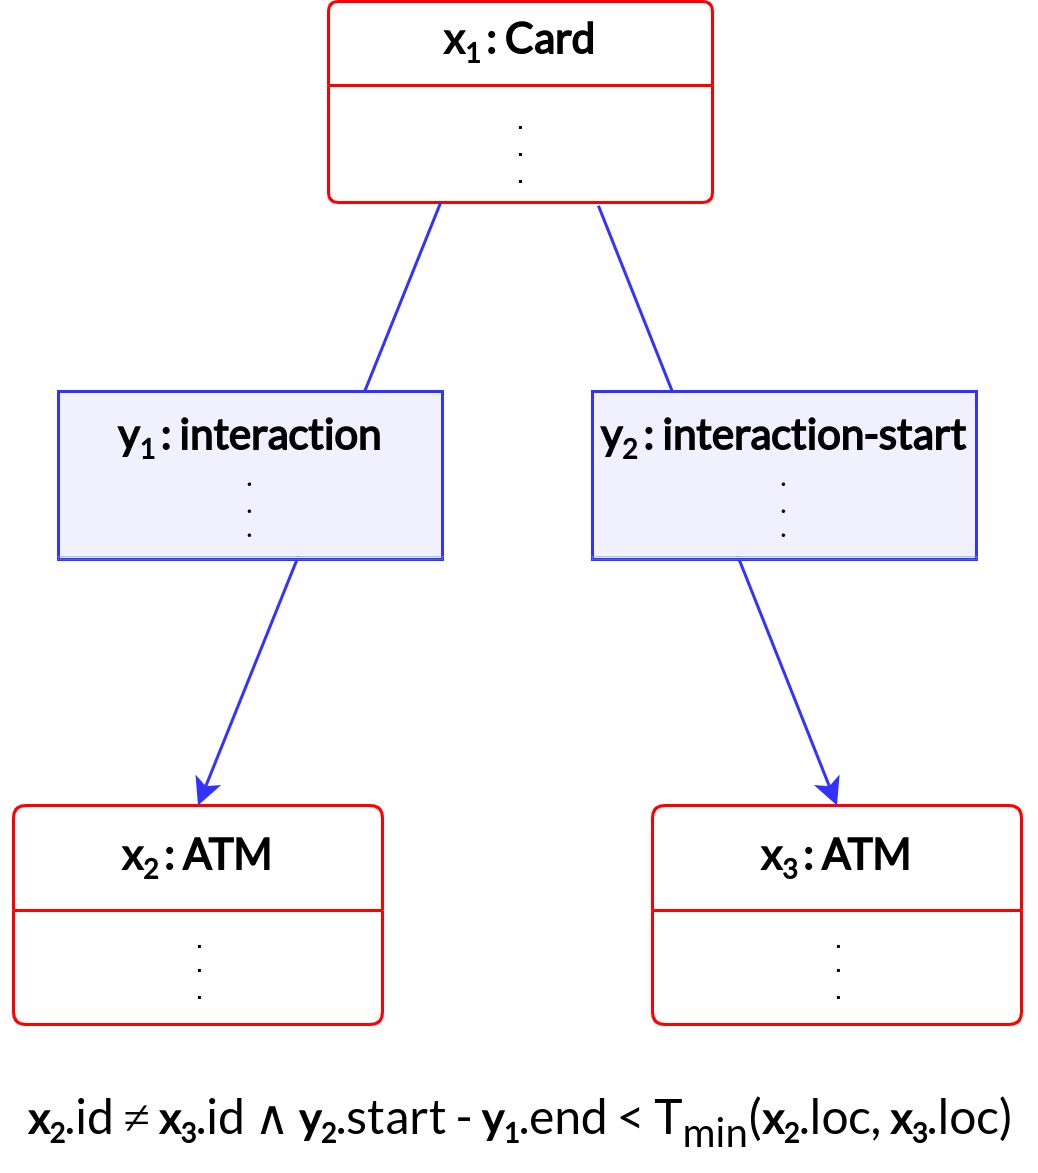 x₁ : Card
.
.
.
y₁ : interaction
.
.
.
y₂ : interaction-start
.
.
.
x₂ : ATM
.
.
.
x₃ : ATM
.
.
.
x₂.id ≠ x₃.id ∧ y₂.start - y₁.end < Tmin(x₂.loc, x₃.loc)